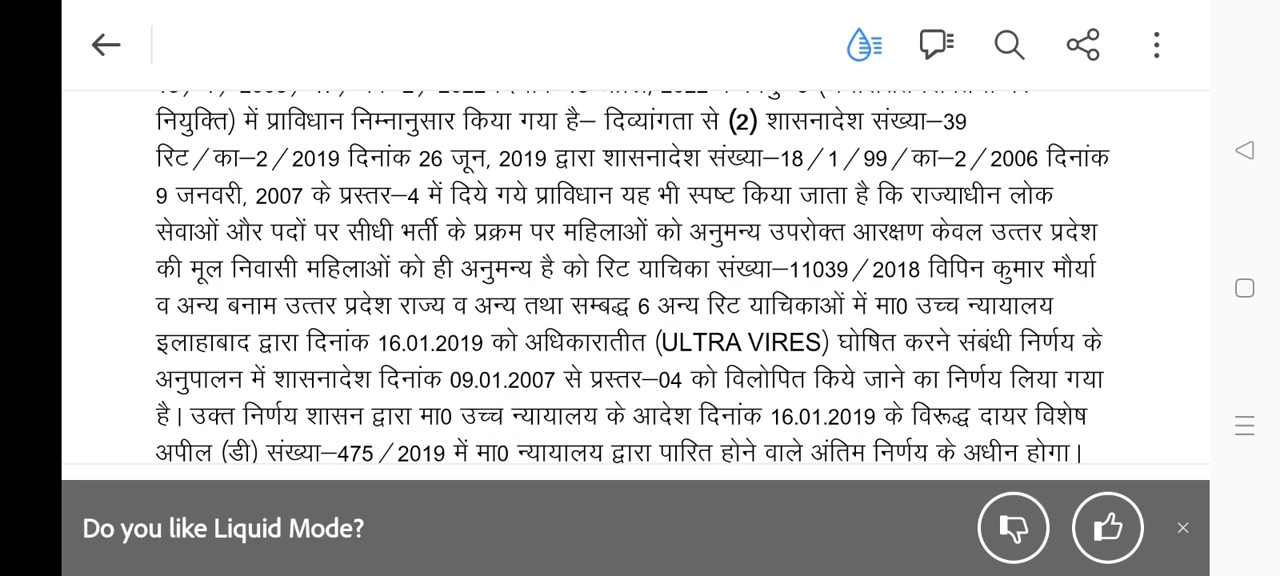 नियुक्ति) में प्राविधान निम्नानुसार किया गया है– दिव्यांगता से (2) शासनादेश संख्या–39
रिट/का–2/2019 दिनांक 26 जून, 2019 द्वारा शासनादेश संख्या–18/1/99/का–2/2006 दिनांक
9 जनवरी, 2007 के प्रस्तर–4 में दिये गये प्राविधान यह भी स्पष्ट किया जाता है कि राज्याधीन लोक
सेवाओं और पदों पर सीधी भर्ती के प्रक्रम पर महिलाओं को अनुमन्य उपरोक्त आरक्षण केवल उत्तर प्रदेश
की मूल निवासी महिलाओं को ही अनुमन्य है को रिट याचिका संख्या–11039/2018 विपिन कुमार मौर्या
व अन्य बनाम उत्तर प्रदेश राज्य व अन्य तथा सम्बद्ध 6 अन्य रिट याचिकाओं में मा0 उच्च न्यायालय
इलाहाबाद द्वारा दिनांक 16.01.2019 को अधिकारातीत (ULTRA VIRES) घोषित करने संबंधी निर्णय के
अनुपालन में शासनादेश दिनांक 09.01.2007 से प्रस्तर–04 को विलोपित किये जाने का निर्णय लिया गया
है। उक्त निर्णय शासन द्वारा मा0 उच्च न्यायालय के आदेश दिनांक 16.01.2019 के विरूद्ध दायर विशेष
अपील (डी) संख्या–475/2019 में मा0 न्यायालय द्वारा पारित होने वाले अंतिम निर्णय के अधीन होगा।
Do you like Liquid Mode?